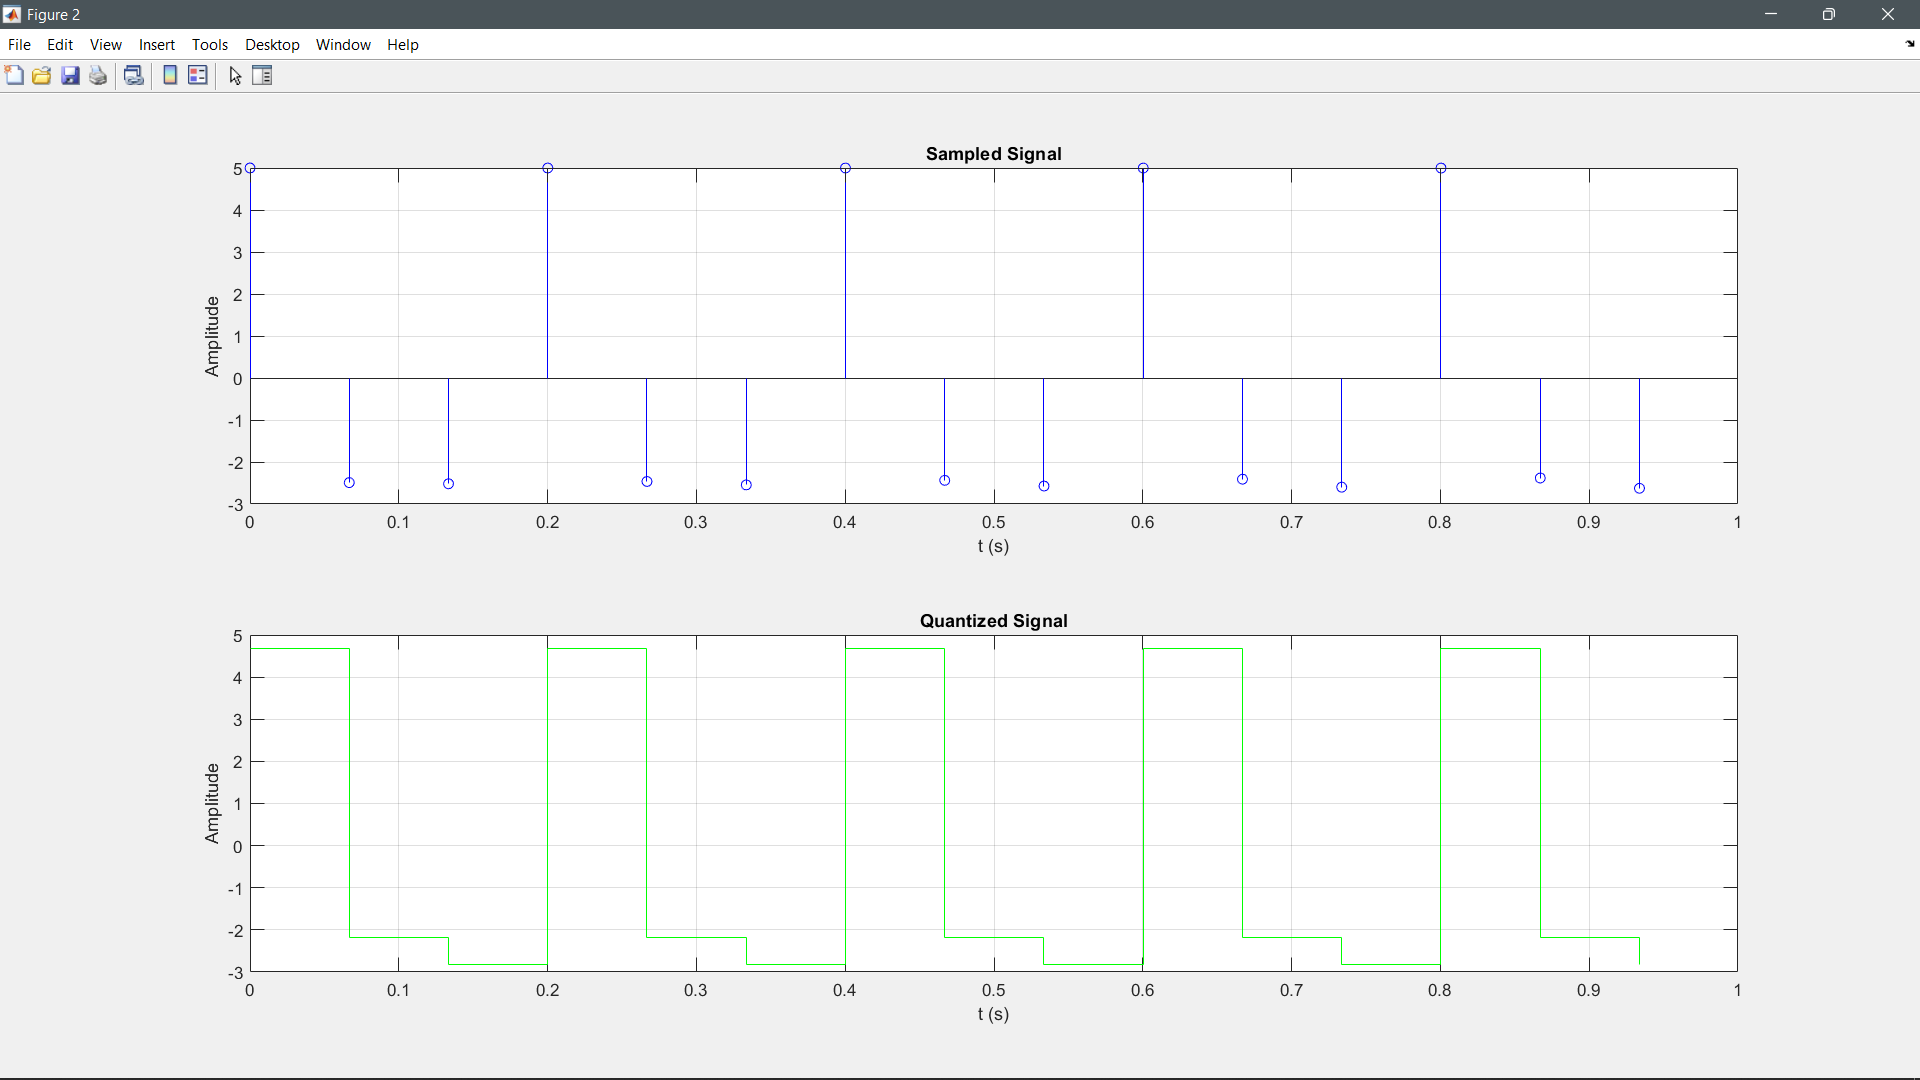 Figure 2
File Edit View Insert Tools Desktop Window Help
Sampled Signal
5
4
3
2
1
0
-1
-2
-3
Amplitude
0 0.1 0.2 0.3 0.4 0.5 0.6 0.7 0.8 0.9 1
t (s)
Quantized Signal
5
4
3
2
1
0
-1
-2
-3
Amplitude
0 0.1 0.2 0.3 0.4 0.5 0.6 0.7 0.8 0.9 1
t (s)